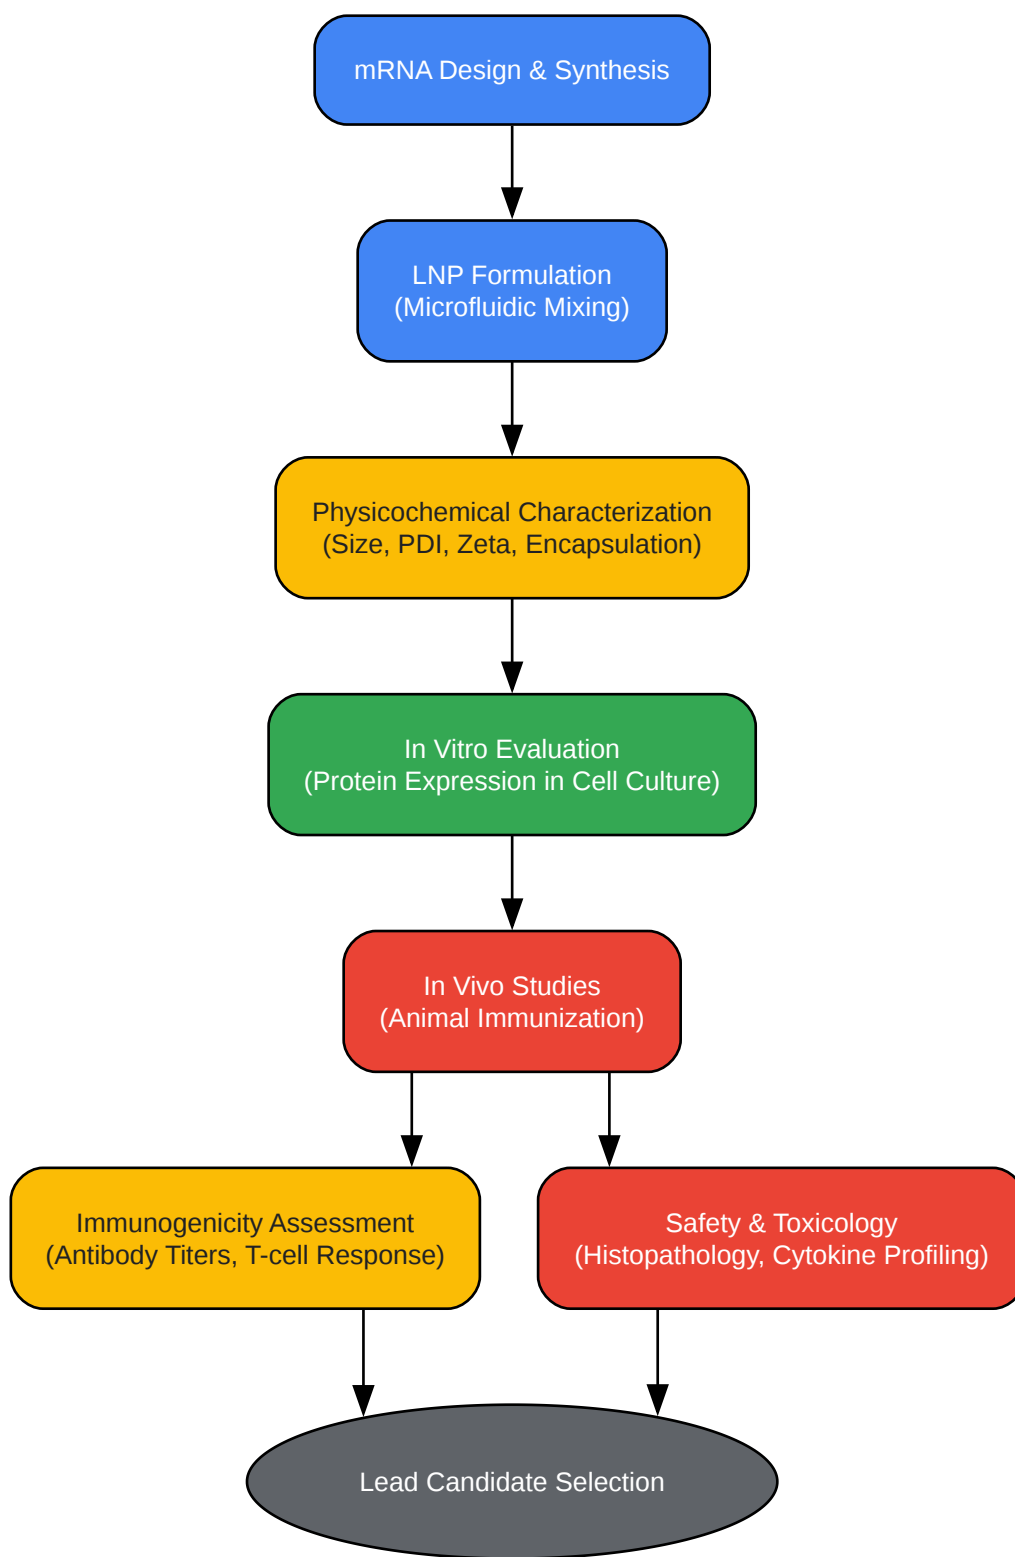 mRNA Design & Synthesis
LNP Formulation
(Microfluidic Mixing)
Physicochemical Characterization
(Size, PDI, Zeta, Encapsulation)
In Vitro Evaluation
(Protein Expression in Cell Culture)
In Vivo Studies
(Animal Immunization)
Immunogenicity Assessment
(Antibody Titers, T-cell Response)
Safety & Toxicology
(Histopathology, Cytokine Profiling)
Lead Candidate Selection